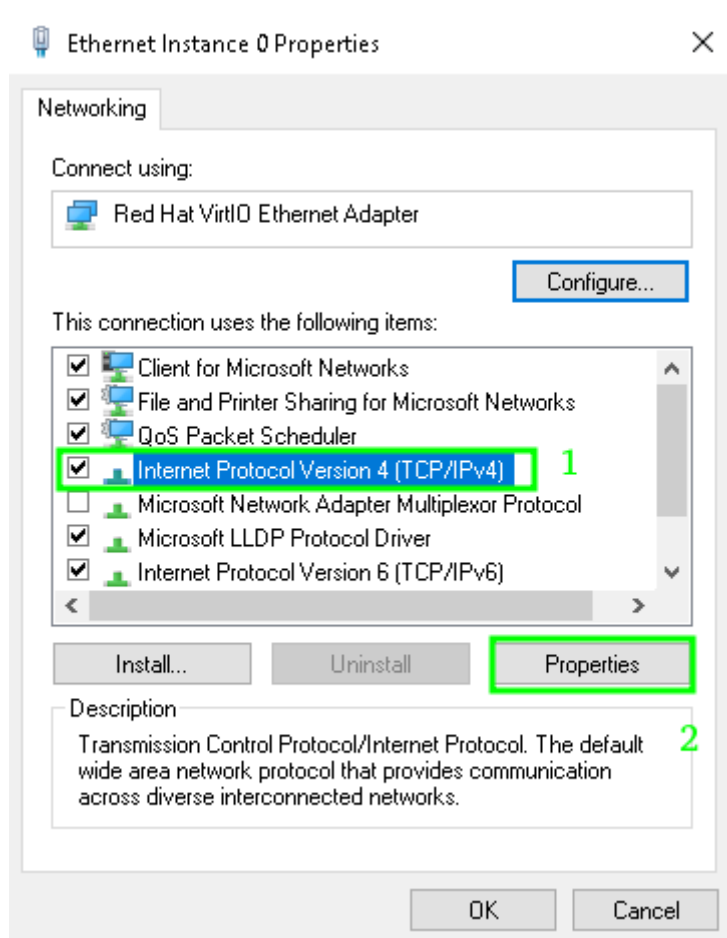 Ethernet Instance 0 Properties
Networking
Connect using:
Red Hat VirtIO Ethernet Adapter
Configure...
This connection uses the following items:
Client for Microsoft Networks
File and Printer Sharing for Microsoft Networks
QoS Packet Scheduler
Internet Protocol Version 4 (TCP/IPv4) 1
Microsoft Network Adapter Multiplexor Protocol
Microsoft LLDP Protocol Driver
Internet Protocol Version 6 (TCP/IPv6)
Install... Uninstall Properties
Description
2
Transmission Control Protocol/Internet Protocol. The default
wide area network protocol that provides communication
across diverse interconnected networks.
OK Cancel